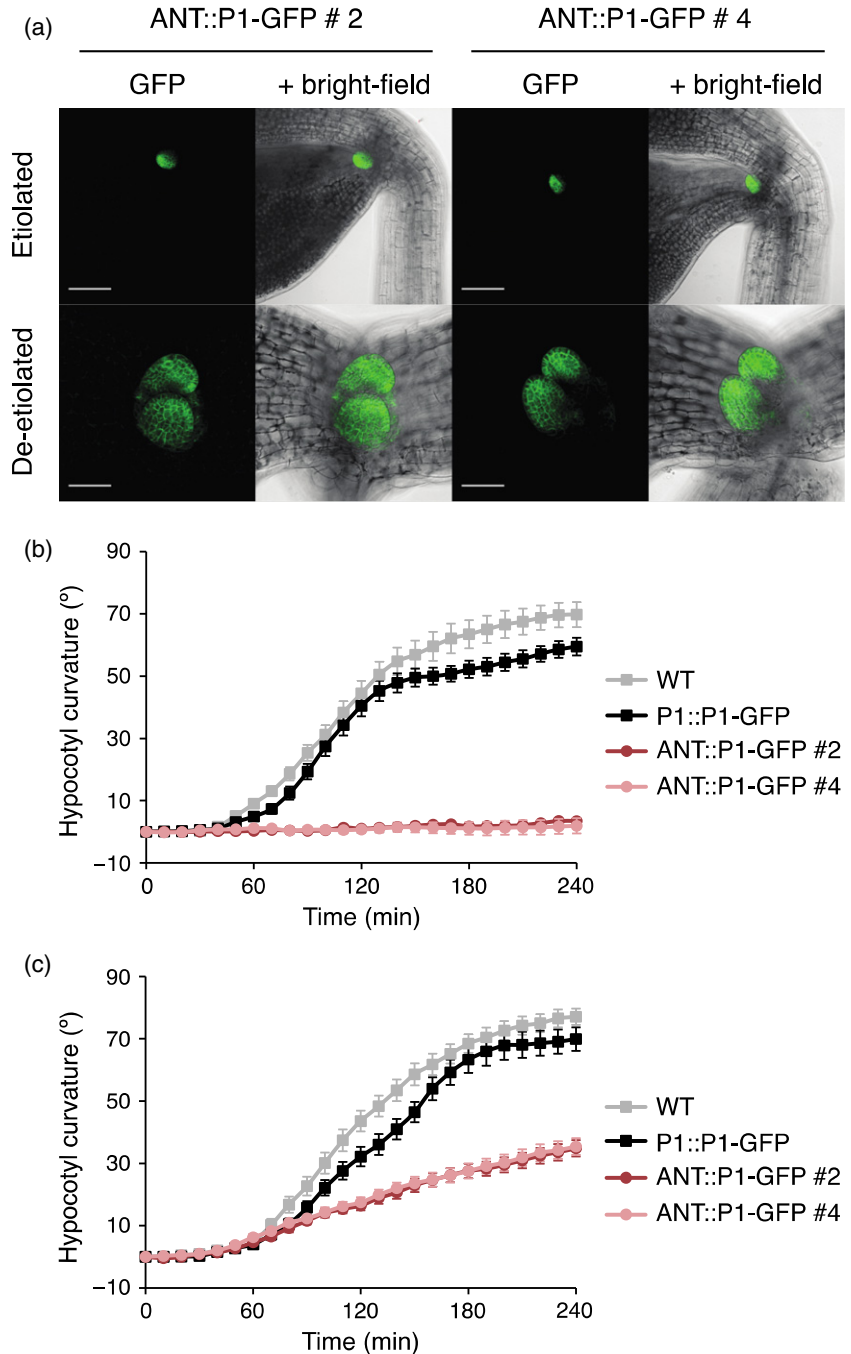 (a)
ANT::P1-GFP # 2 ANT::P1-GFP # 4
GFP + bright-field GFP + bright-field
Etiolated
De-etiolated
(b)
90
70
50
30
10
−10
Hypocotyl curvature (°)
0 60 120 180 240
Time (min)
WT
P1::P1-GFP
ANT::P1-GFP #2
ANT::P1-GFP #4
(c)
90
70
50
30
10
−10
Hypocotyl curvature (°)
0 60 120 180 240
Time (min)
WT
P1::P1-GFP
ANT::P1-GFP #2
ANT::P1-GFP #4